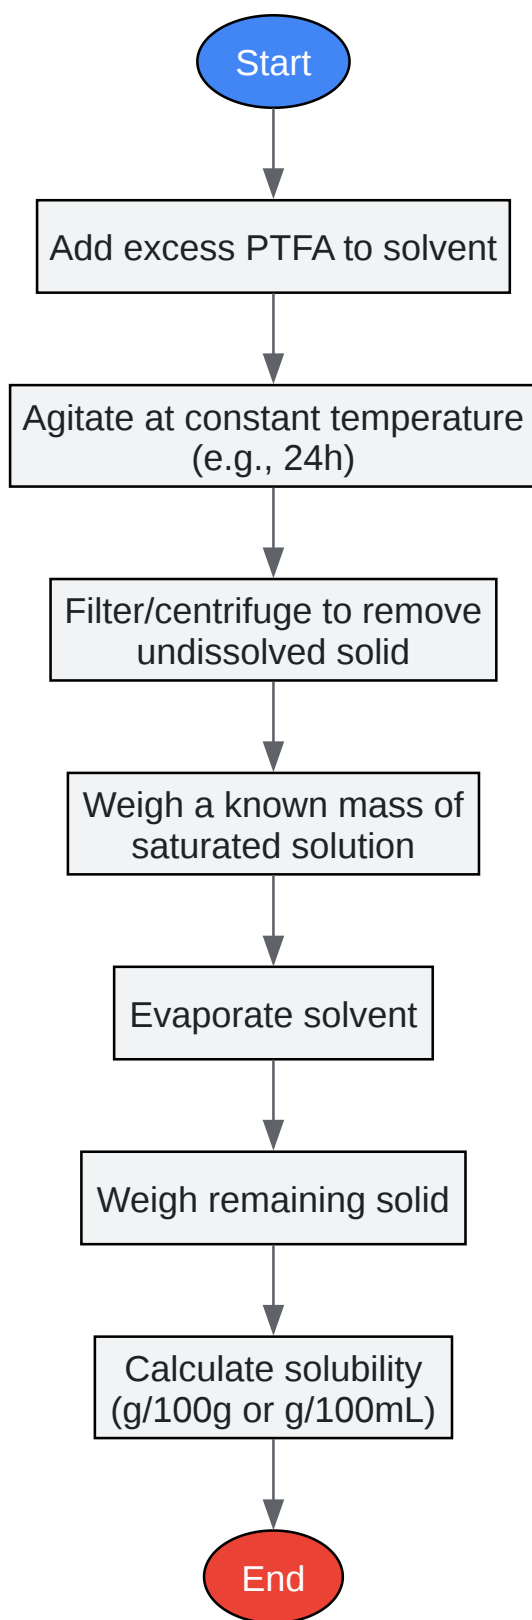 Start
Add excess PTFA to solvent
Agitate at constant temperature
(e.g., 24h)
Filter/centrifuge to remove
undissolved solid
Weigh a known mass of
saturated solution
Evaporate solvent
Weigh remaining solid
Calculate solubility
(g/100g or g/100mL)
End